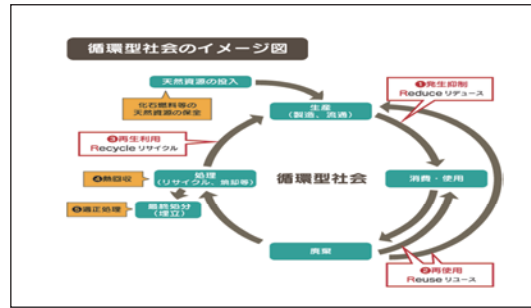 循環型社会のイメージ図
天然資源の投入
化石燃料等の
天然資源の保全
生産
(製造、流通)
❶発生抑制
Reduce リデュース
❸再生利用
Recycle リサイクル
❹熱回収
処理
(リサイクル、焼却等)
循環型社会
消費・使用
❺適正処理
最終処分
(埋立)
廃棄
❷再使用
Reuse リユース